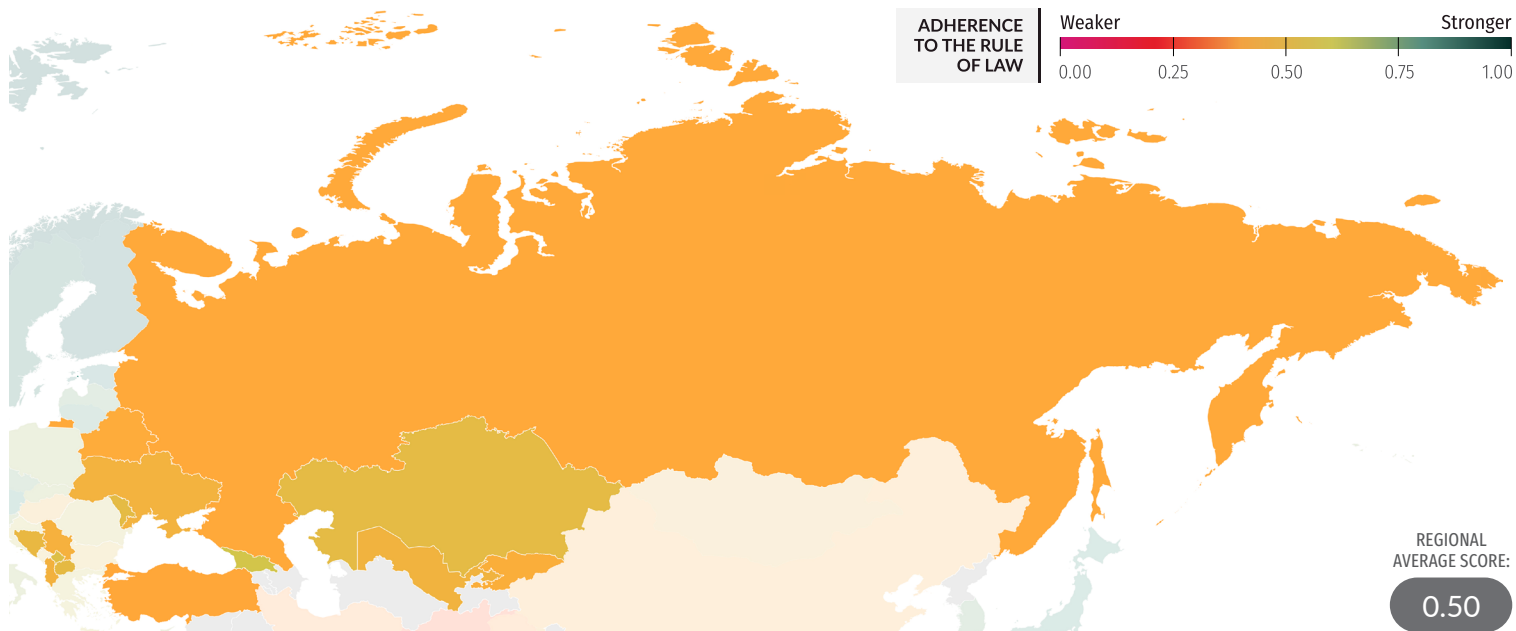 ADHERENCE
TO THE RULE
OF LAW
Weaker Stronger
0.00 0.25 0.50 0.75 1.00
REGIONAL
AVERAGE SCORE:
0.50